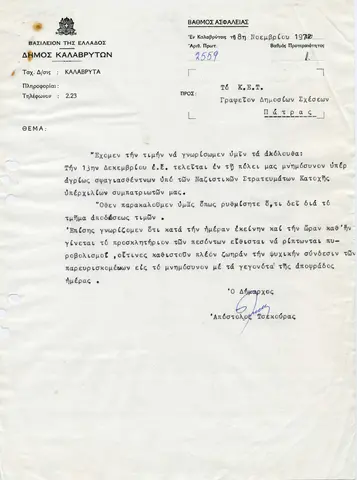 ΒΑΣΙΛΕΙΟΝ ΤΗΣ ΕΛΛΑΔΟΣ
ΔΗΜΟΣ ΚΑΛΑΒΡΥΤΩΝ
Ταχ. Δ/σις : ΚΑΛΑΒΡΥΤΑ
Πληροφορίαι:
Τηλέφωνον : 2.23
ΘΕΜΑ :
ΒΑΘΜΟΣ ΑΣΦΑΛΕΙΑΣ
Ἐν Καλαβρύτοις τῇ 8η Νοεμβρίου
Ἀριθ. Πρωτ. Βαθμὸς Προτεραιότητος
2559
ΠΡΟΣ:
Τό Κ.Ε.Τ.
Γραφεῖον Δημοσίων Σχέσεων
Π ά τ ρ α ς
Ἔχομεν τήν τιμήν νά γνωρίσωμεν ὑμῖν τά ἀκόλουθα:
Τήν 13ην Δεκεμβρίου ἐ.ἔ. τελεῖται ἐν τῇ πόλει μας μνημόσυνον ὑπέρ
ἀγρίως σφαγιασθέντων ὑπό τῶν Ναζιστικῶν Στρατευμάτων Κατοχῆς
ὑπερχιλίων συμπατριωτῶν μας.
Ὅθεν παρακαλοῦμεν ὑμᾶς ὅπως ρυθμίσητε ὅ,τι δεῖ διά τό
τμῆμα ἀποδόσεως τιμῶν .
Ἐπίσης γνωρίζομεν ὅτι κατά τήν ἡμέραν ἐκείνην καί τήν ὥραν καθ'ἥν
γίνεται τό προσκλητήριον τῶν πεσόντων εἴθισται νά ρίπτωνται πυ-
ροβολισμοί ,οἵτινες καθιστοῦν πλέον ζωηράν τήν ψυχικήν σύνδεσιν τῶν
παρευρισκομένων εἰς τό μνημόσυνον μέ τά γεγονότα τῆς ἀποφράδος
ἡμέρας .
Ὁ Δήμαρχος
Ἀπόστολος Τσεκούρας